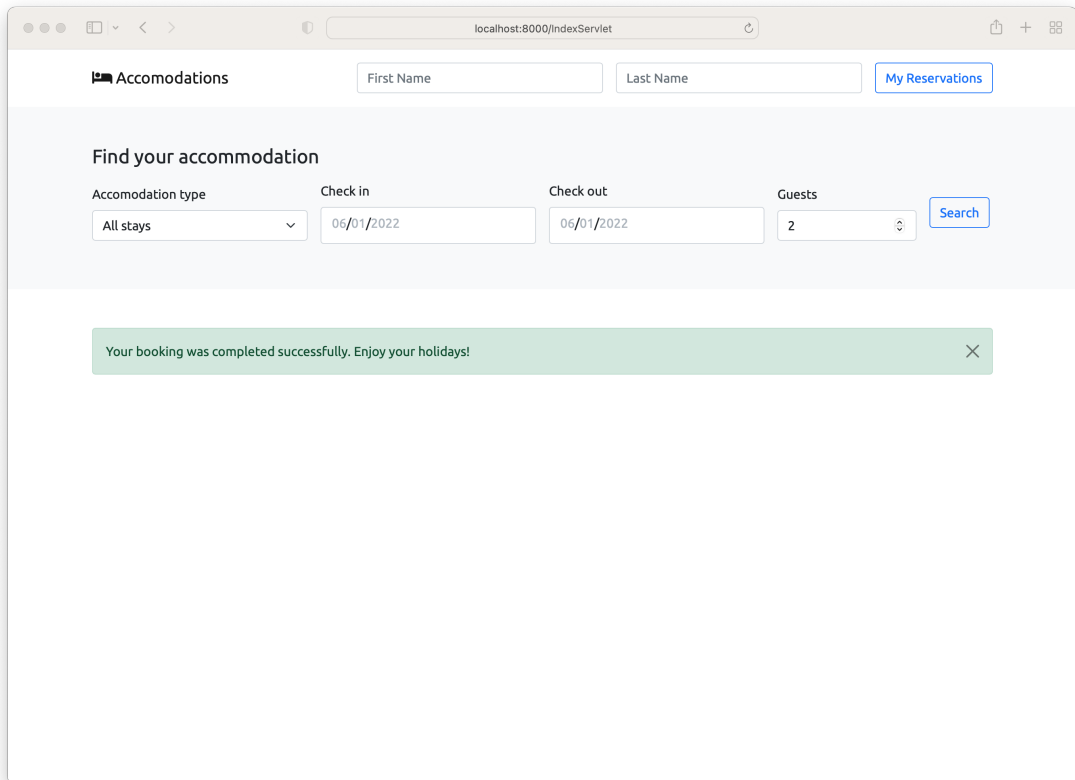 localhost:8000/IndexServlet
Accomodations
First Name
Last Name
My Reservations
Find your accommodation
Accomodation type
Check in
Check out
Guests
All stays
06/01/2022
06/01/2022
2
Search
Your booking was completed successfully. Enjoy your holidays!